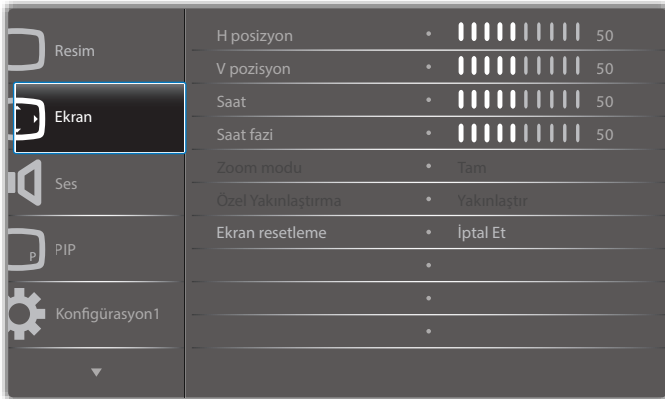 Resim
Ekran
Ses
P
PIP
Konfigürasyon1
H posizyon • 50
V pozisyon • 50
Saat • 50
Saat fazi • 50
Zoom modu • Tam
Özel Yakınlaştırma • Yakınlaştır
Ekran resetleme • İptal Et